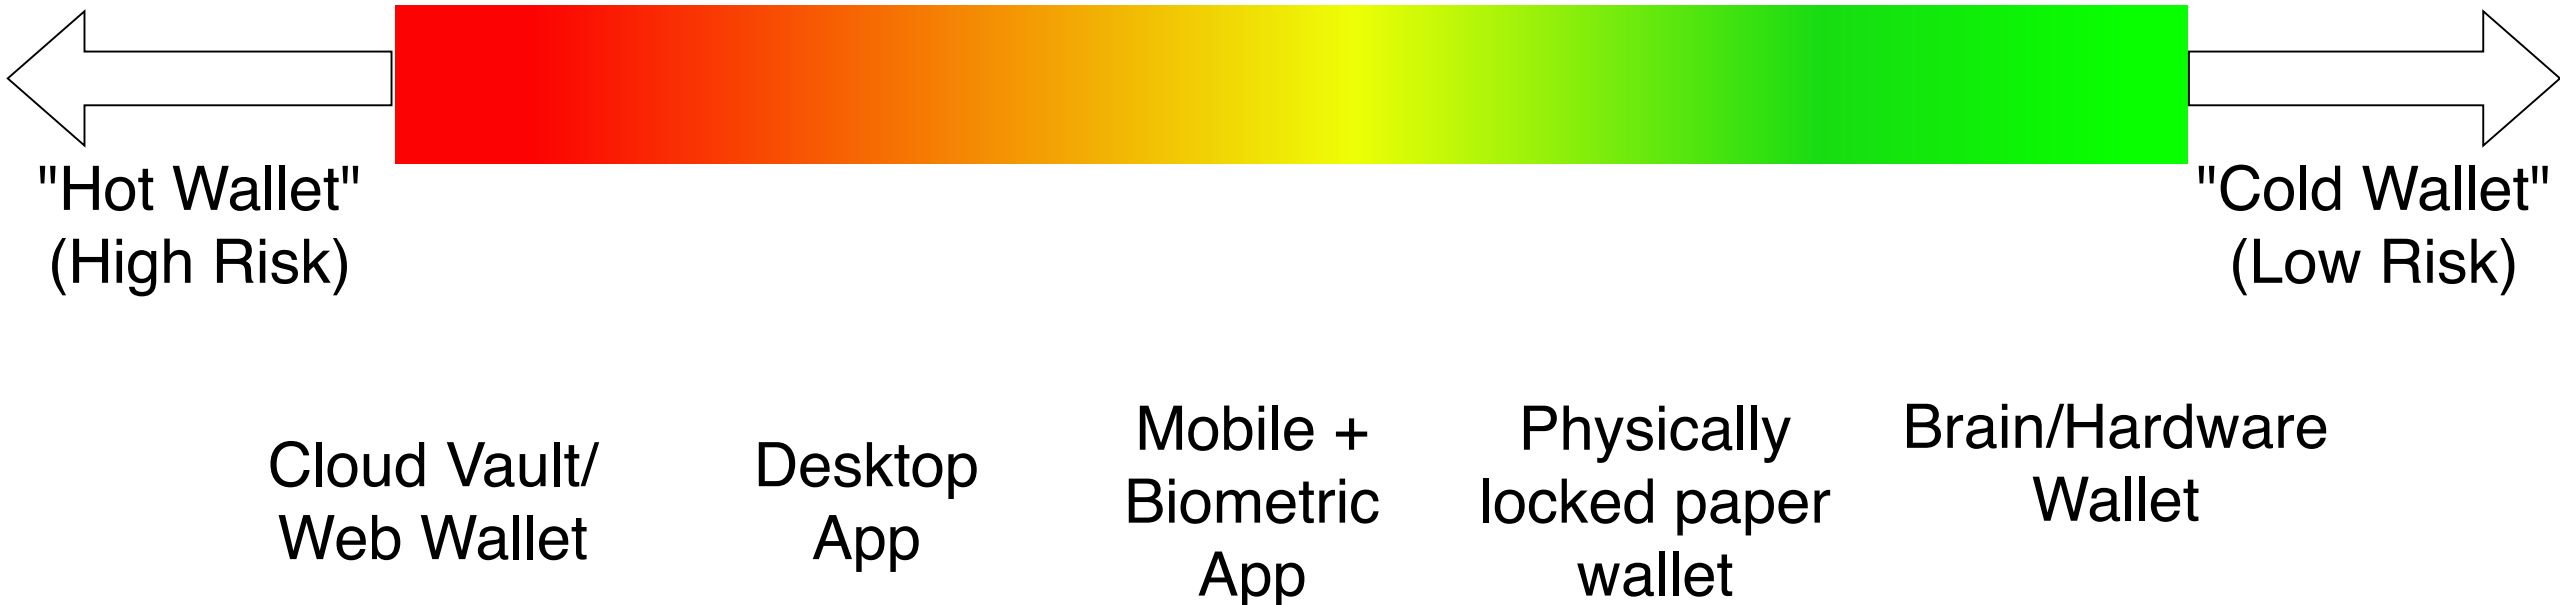 "Hot Wallet"
(High Risk)
"Cold Wallet"
(Low Risk)
Cloud Vault/
Web Wallet
Desktop
App
Mobile +
Biometric
App
Physically
locked paper
wallet
Brain/Hardware
Wallet